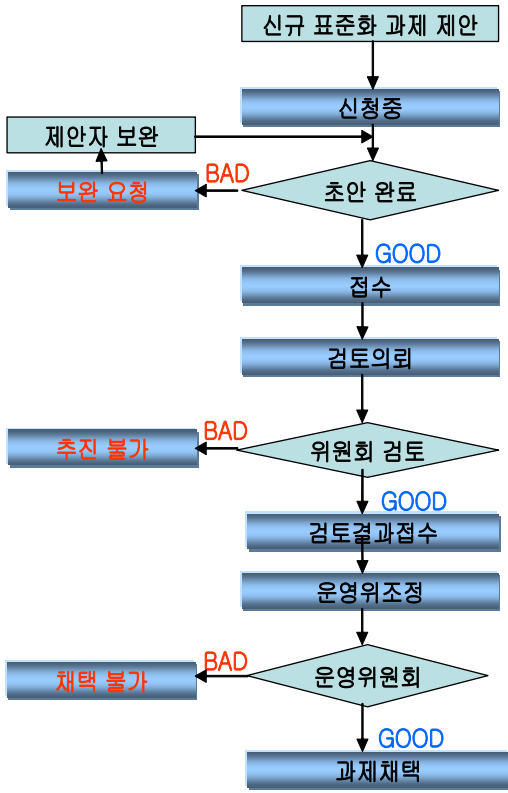 신규 표준화 과제 제안
신청중
제안자 보완
BAD
보완 요청
초안 완료
GOOD
접수
검토의뢰
BAD
추진 불가
위원회 검토
GOOD
검토결과접수
운영위조정
BAD
채택 불가
운영위원회
GOOD
과제채택